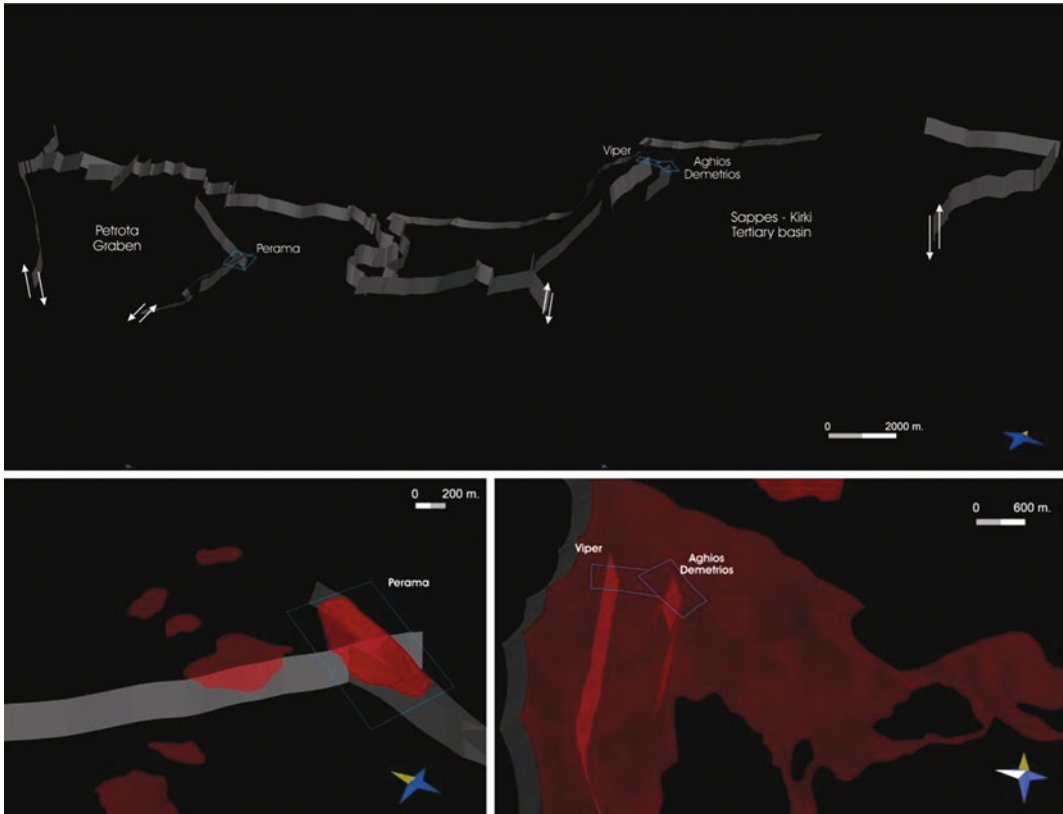 Viper
Aghios
Demetrios
Petrota
Graben
Perama
Sappes - Kirki
Tertiary basin
0 2000 m.
0 200 m.
Perama
0 600 m.
Viper
Aghios
Demetrios